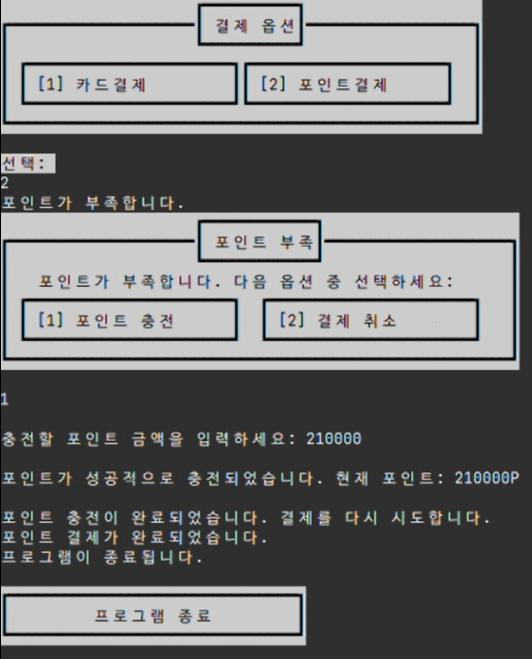 결제 옵션
[1] 카드결제 [2] 포인트결제
선택:
2
포인트가 부족합니다.
포인트 부족
포인트가 부족합니다. 다음 옵션 중 선택하세요:
[1] 포인트 충전 [2] 결제 취소
1
충전할 포인트 금액을 입력하세요: 210000
포인트가 성공적으로 충전되었습니다. 현재 포인트: 210000P
포인트 충전이 완료되었습니다. 결제를 다시 시도합니다.
포인트 결제가 완료되었습니다.
프로그램이 종료됩니다.
프로그램 종료